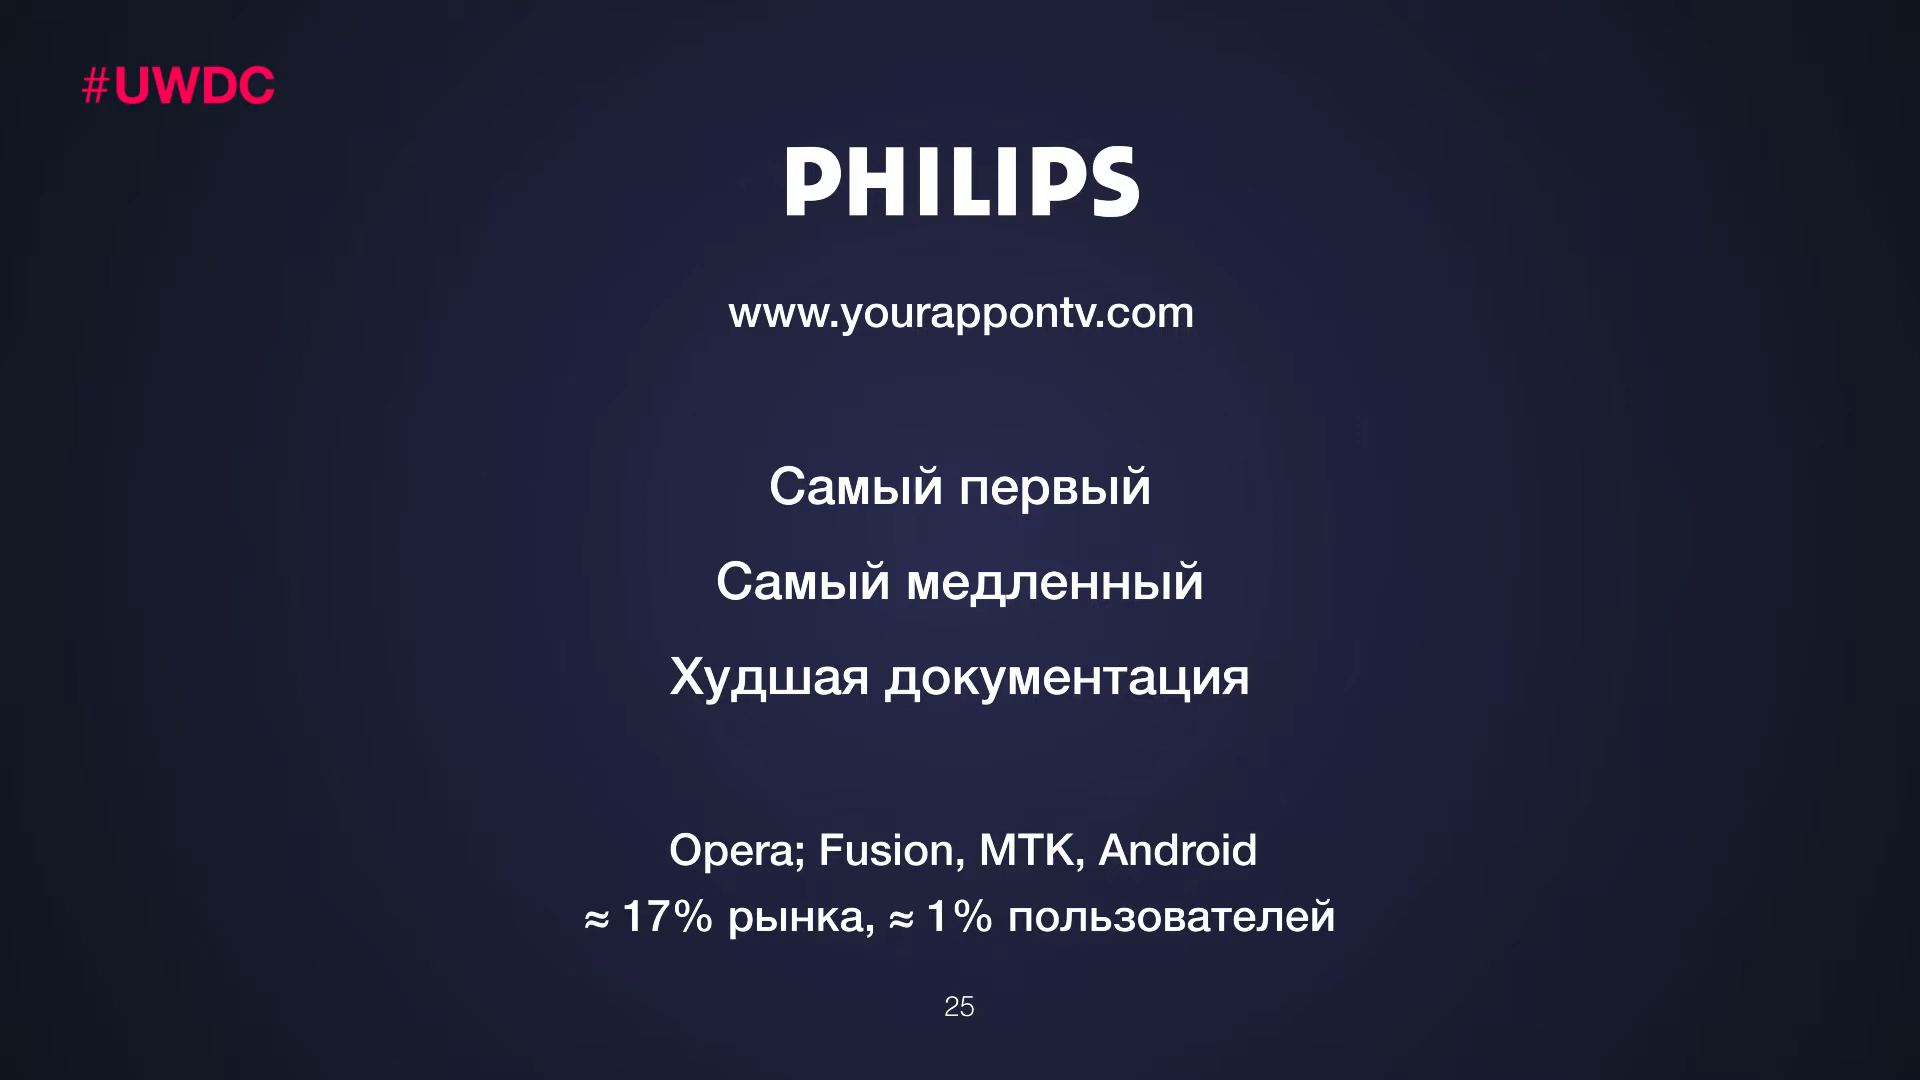 #UWDC
PHILIPS
www.yourappontv.com
Самый первый
Самый медленный
Худшая документация
Opera; Fusion, MTK, Android
≈ 17% рынка, ≈ 1% пользователей
25